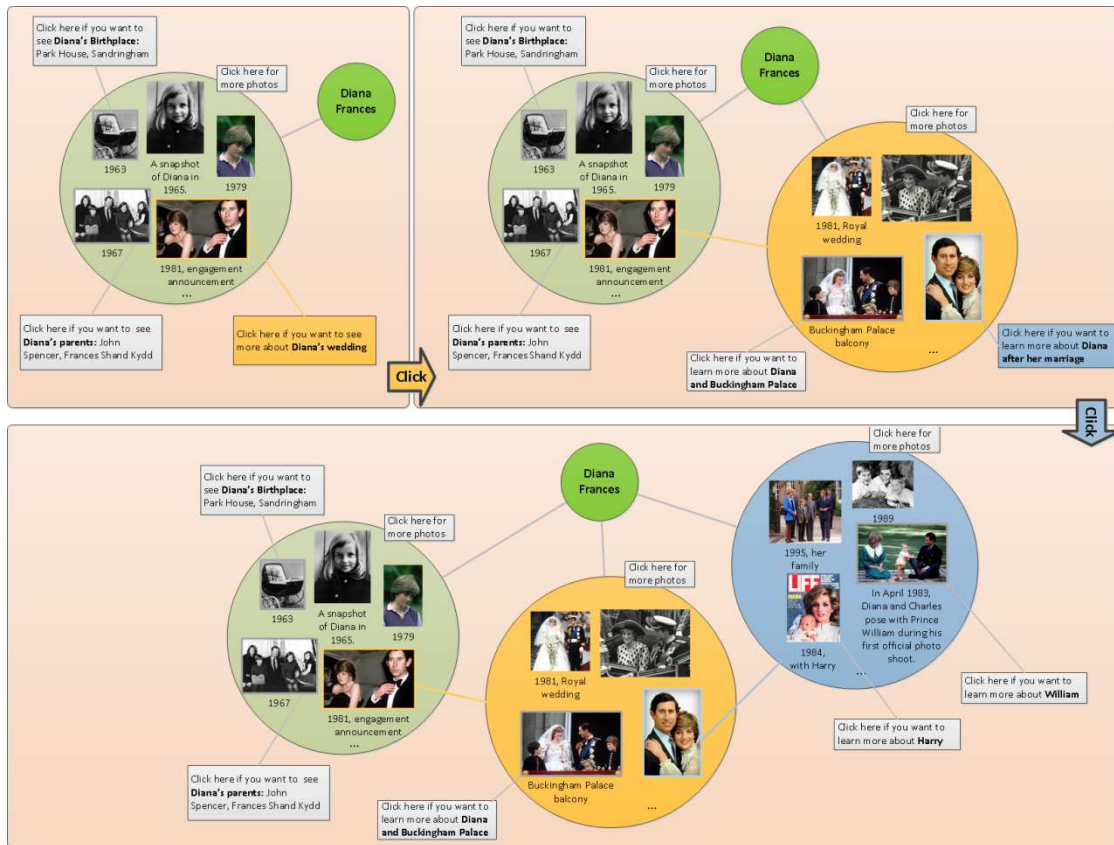 Click here if you want to
see Diana's Birthplace:
Park House, Sandringham
Click here for
more photos
Diana
Frances
1963
A snapshot
of Diana in
1965.
1979
1967
1981, engagement
announcement
...
Click here if you want to see
Diana's parents: John
Spencer, Frances Shand Kydd
Click here if you want to see
more about Diana's wedding
Click
Click here if you want to
see Diana's Birthplace:
Park House, Sandringham
Click here for
more photos
Diana
Frances
1963
A snapshot
of Diana in
1965.
1979
1967
1981, engagement
announcement
...
Click here if you want to see
Diana's parents: John
Spencer, Frances Shand Kydd
Click here for
more photos
1981, Royal
wedding
Buckingham Palace
balcony
...
Click here if you want to
learn more about Diana
and Buckingham Palace
Click here if you want to
learn more about Diana
after her marriage
Click
Click here if you want to
see Diana's Birthplace:
Park House, Sandringham
Click here for
more photos
Diana
Frances
1963
A snapshot
of Diana in
1965.
1979
1967
1981, engagement
announcement
...
Click here if you want to see
Diana's parents: John
Spencer, Frances Shand Kydd
Click here for
more photos
1981, Royal
wedding
Buckingham Palace
balcony
...
Click here if you want to
learn more about Diana
and Buckingham Palace
Click here for
more photos
1989
1995, her
family
LIFE
In April 1983,
Diana and Charles
pose with Prince
William during his
first official photo
shoot.
1984,
with Harry
...
Click here if you want to
learn more about William
Click here if you want to
learn more about Harry